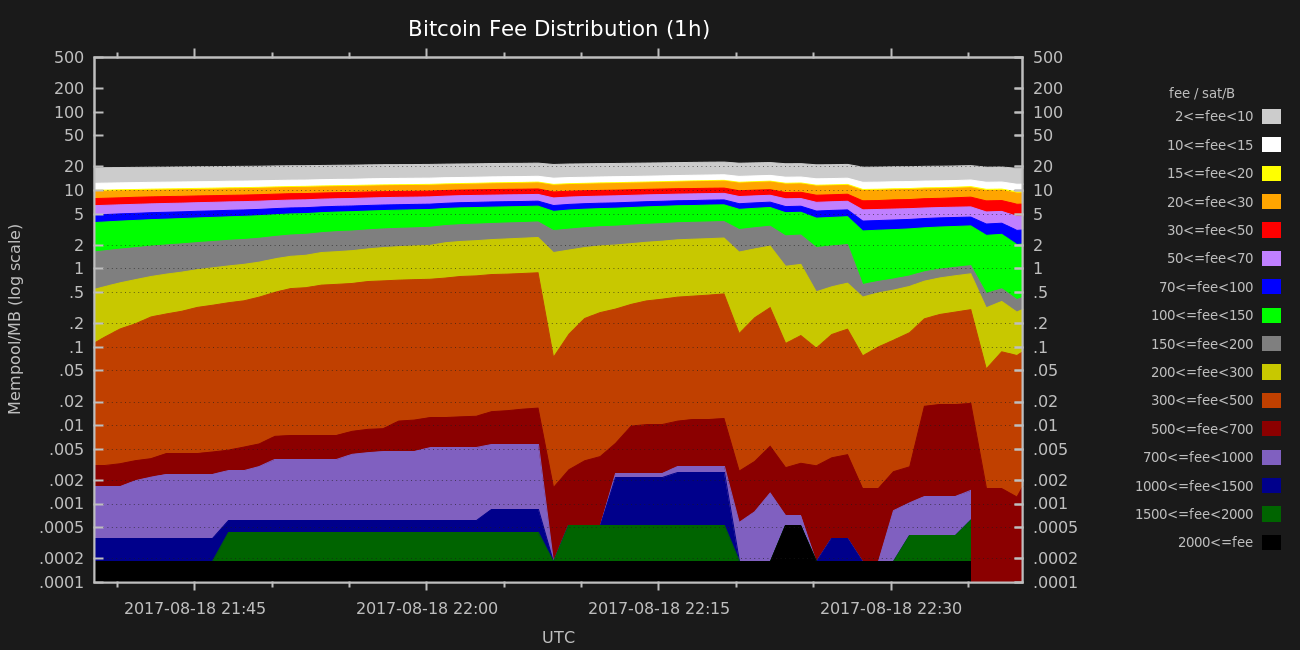 Bitcoin Fee Distribution (1h)
Mempool/MB (log scale)
500
200
100
50
20
10
5
2
1
.5
.2
.1
.05
.02
.01
.005
.002
.001
.0005
.0002
.0001
500
200
100
50
20
10
5
2
1
.5
.2
.1
.05
.02
.01
.005
.002
.001
.0005
.0002
.0001
2017-08-18 21:45
2017-08-18 22:00
2017-08-18 22:15
2017-08-18 22:30
UTC
fee / sat/B
2<=fee<10
10<=fee<15
15<=fee<20
20<=fee<30
30<=fee<50
50<=fee<70
70<=fee<100
100<=fee<150
150<=fee<200
200<=fee<300
300<=fee<500
500<=fee<700
700<=fee<1000
1000<=fee<1500
1500<=fee<2000
2000<=fee